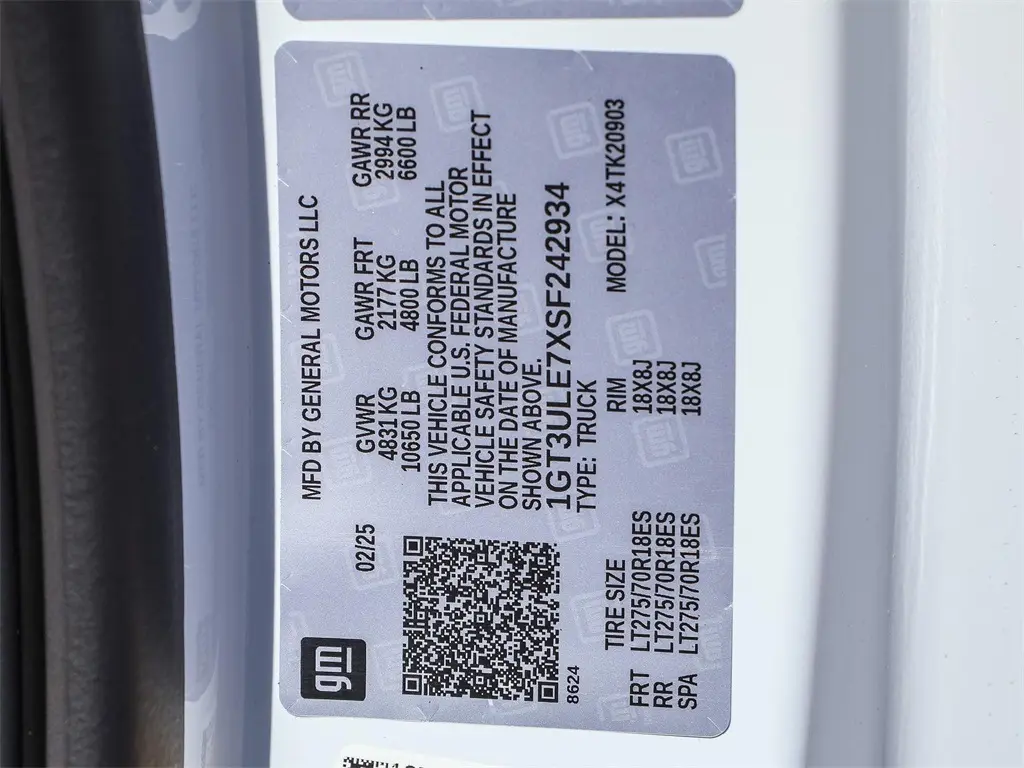 gm
MFD BY GENERAL MOTORS LLC
02/25
GVWR GAWR FRT GAWR RR
4831 KG 2177 KG 2994 KG
10650 LB 4800 LB 6600 LB
THIS VEHICLE CONFORMS TO ALL
APPLICABLE U.S. FEDERAL MOTOR
VEHICLE SAFETY STANDARDS IN EFFECT
ON THE DATE OF MANUFACTURE
SHOWN ABOVE.
1GT3ULE7XSF242934
TYPE: TRUCK
8624
MODEL: X4TK20903
TIRE SIZE RIM
FRT LT275/70R18ES 18X8J
RR LT275/70R18ES 18X8J
SPA LT275/70R18ES 18X8J